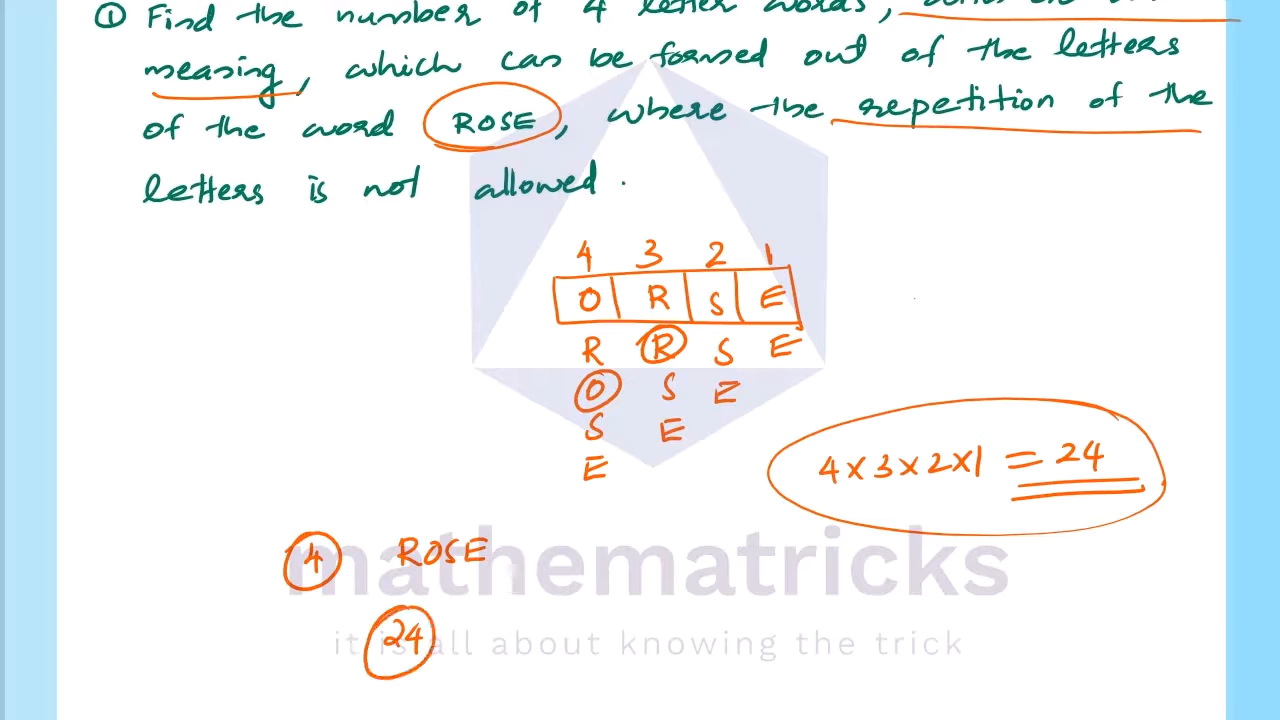 ① Find the number of 4 letter words,
meaning, which can be formed out of the letters
of the word ROSE, where the repetition of the
letters is not allowed.
4 3 2 1
O R S E
R R S E
O S E
S E
E
4×3×2×1 = 24
4 ROSE
mathematricks
24
it is all about knowing the trick